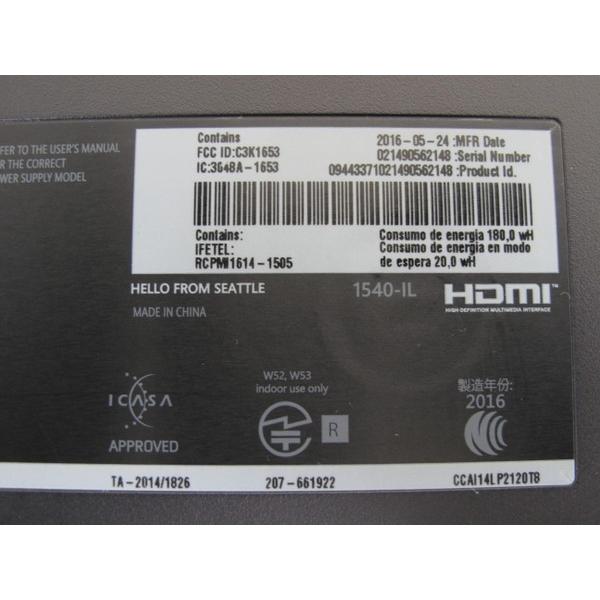 FER TO THE USER'S MANUAL
R THE CORRECT
WER SUPPLY MODEL
Contains
FCC ID:C3K1653
IC:3048A-1653
2016-05-24 :MFR Date
021490562148 :Serial Number
09443371021490562148 :Product Id.
Contains:
IFETEL:
RCPMI1614-1505
Consumo de energia 180,0 wH
Consumo de energia en modo
de espera 20,0 wH
HELLO FROM SEATTLE
1540-IL
HDMI™
HIGH-DEFINITION MULTIMEDIA INTERFACE
MADE IN CHINA
ICASA
APPROVED
W52, W53
indoor use only
R
製造年份:
2016
TA-2014/1826
207-661922
CCAI14LP2120T8